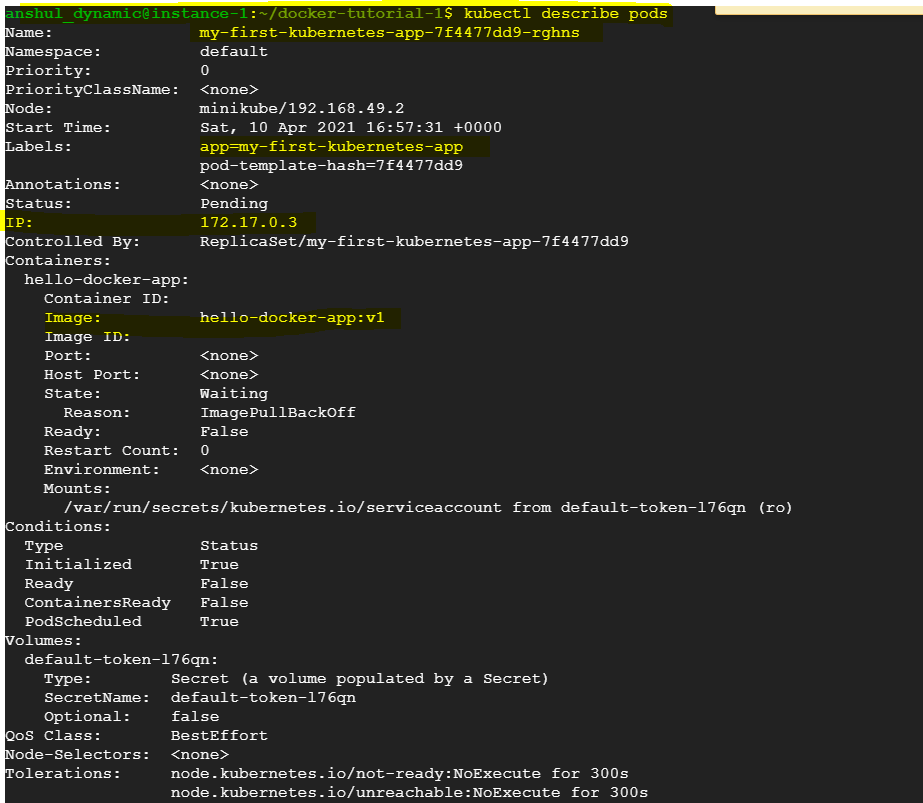 anshul_dynamic@instance-1:~/docker-tutorial-1$ kubectl describe pods
Name:                 my-first-kubernetes-app-7f4477dd9-rghns
Namespace:            default
Priority:             0
PriorityClassName:    <none>
Node:                 minikube/192.168.49.2
Start Time:           Sat, 10 Apr 2021 16:57:31 +0000
Labels:               app=my-first-kubernetes-app
                      pod-template-hash=7f4477dd9
Annotations:          <none>
Status:               Pending
IP:                   172.17.0.3
Controlled By:        ReplicaSet/my-first-kubernetes-app-7f4477dd9
Containers:
  hello-docker-app:
    Container ID:
    Image:            hello-docker-app:v1
    Image ID:
    Port:             <none>
    Host Port:        <none>
    State:            Waiting
      Reason:         ImagePullBackOff
    Ready:            False
    Restart Count:    0
    Environment:      <none>
    Mounts:
      /var/run/secrets/kubernetes.io/serviceaccount from default-token-l76qn (ro)
Conditions:
  Type                Status
  Initialized         True
  Ready               False
  ContainersReady     False
  PodScheduled        True
Volumes:
  default-token-l76qn:
    Type:        Secret (a volume populated by a Secret)
    SecretName:  default-token-l76qn
    Optional:    false
QoS Class:       BestEffort
Node-Selectors:  <none>
Tolerations:     node.kubernetes.io/not-ready:NoExecute for 300s
                 node.kubernetes.io/unreachable:NoExecute for 300s